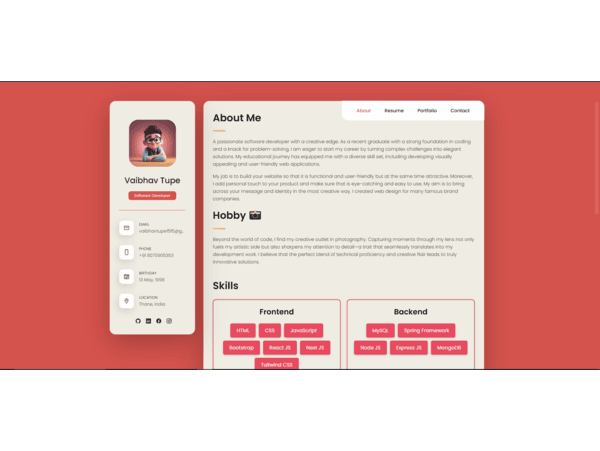 Vaibhav Tupe
Software Developer
EMAIL
PHONE
BIRTHDAY
LOCATION
Thane, India
About
Resume
Portfolio
Contact
About Me
A passionate software developer with a creative edge. As a recent graduate with a strong foundation in coding
and a knack for problem-solving, I am eager to start my career by turning complex challenges into elegant
solutions. My educational journey has equipped me with a diverse skill set, including developing visually
appealing and user-friendly web applications.
My job is to build your website so that it is functional and user-friendly but at the same time attractive. Moreover,
I add personal touch to your product and make sure that is eye-catching and easy to use. My aim is to bring
across your message and identity in the most creative way. I created web design for many famous brand
companies.
Hobby
Beyond the world of code, I find my creative outlet in photography. Capturing moments through my lens not only
fuels my artistic side but also sharpens my attention to detail—a trait that seamlessly translates into my
development work. I believe that the perfect blend of technical proficiency and creative flair leads to truly
innovative solutions.
Skills
Frontend
HTML
CSS
JavaScript
Bootstrap
React JS
Next JS
Tailwind CSS
Backend
MySQL
Spring Framework
Node JS
Express JS
MongoDB